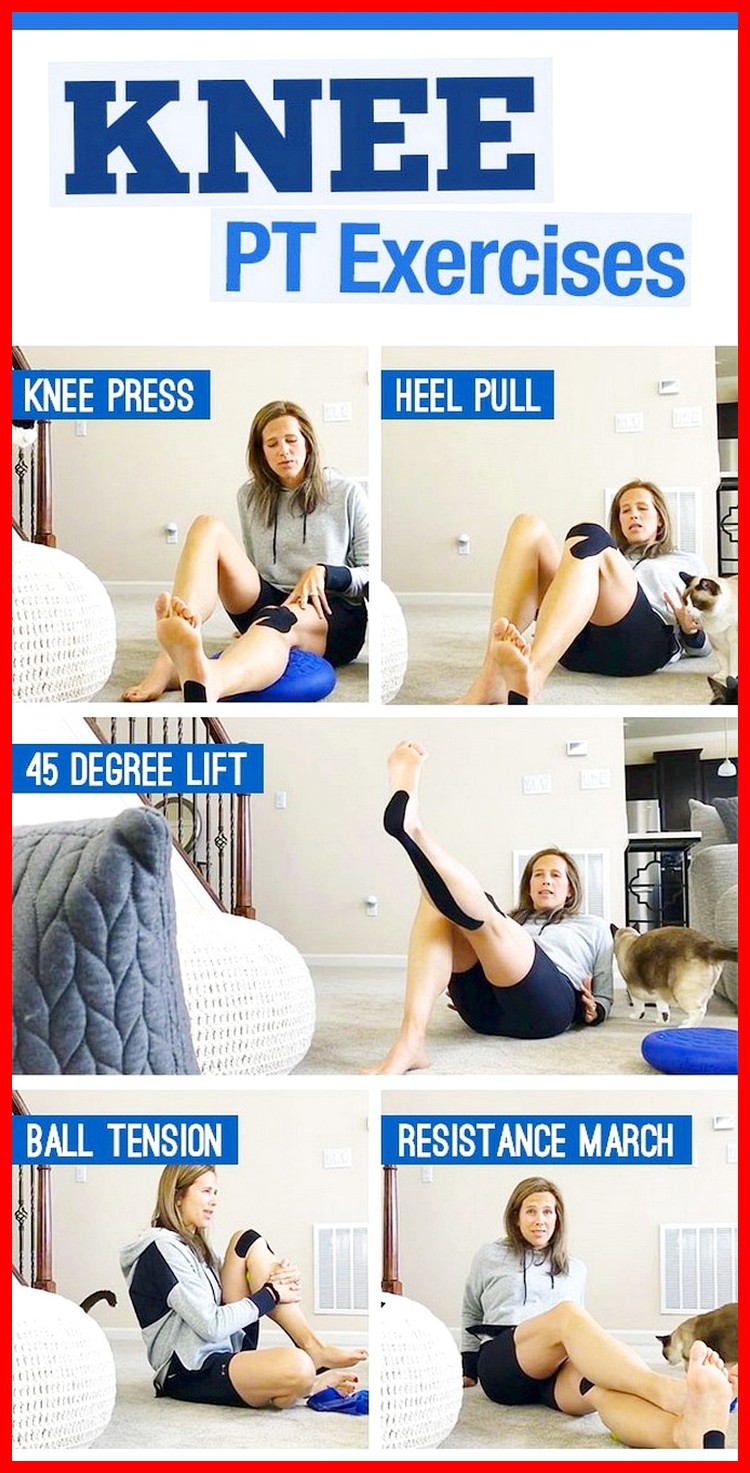 KNEE
PT Exercises
KNEE PRESS
HEEL PULL
45 DEGREE LIFT
BALL TENSION
RESISTANCE MARCH